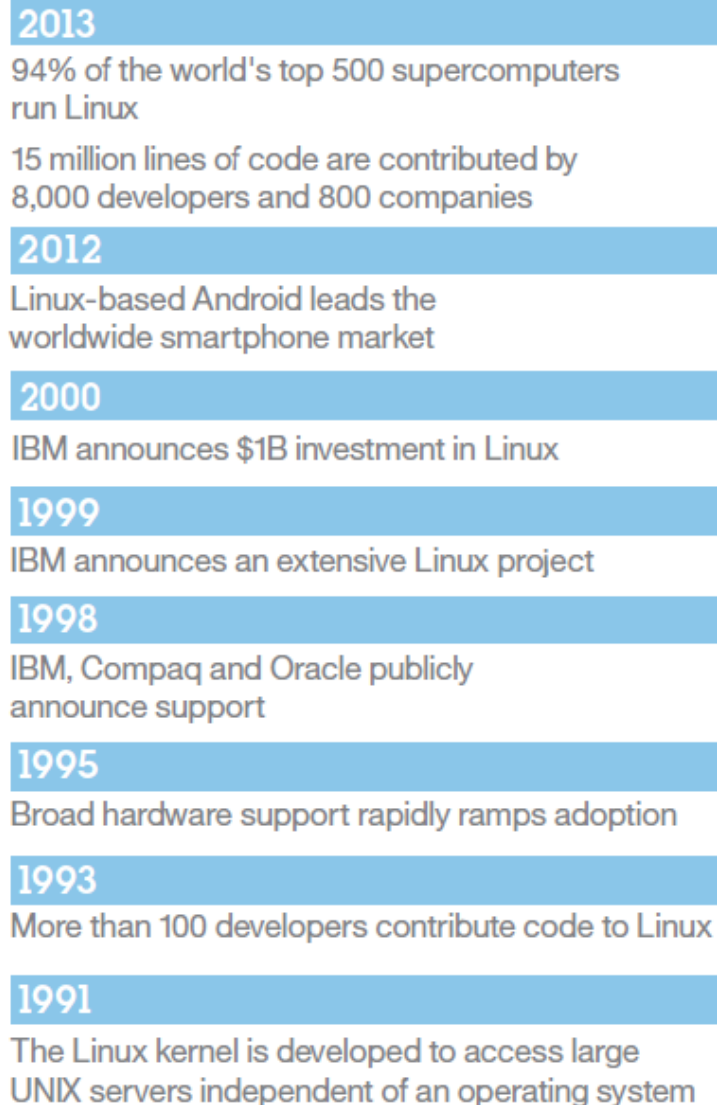 2013
94% of the world's top 500 supercomputers
run Linux
15 million lines of code are contributed by
8,000 developers and 800 companies
2012
Linux-based Android leads the
worldwide smartphone market
2000
IBM announces $1B investment in Linux
1999
IBM announces an extensive Linux project
1998
IBM, Compaq and Oracle publicly
announce support
1995
Broad hardware support rapidly ramps adoption
1993
More than 100 developers contribute code to Linux
1991
The Linux kernel is developed to access large
UNIX servers independent of an operating system